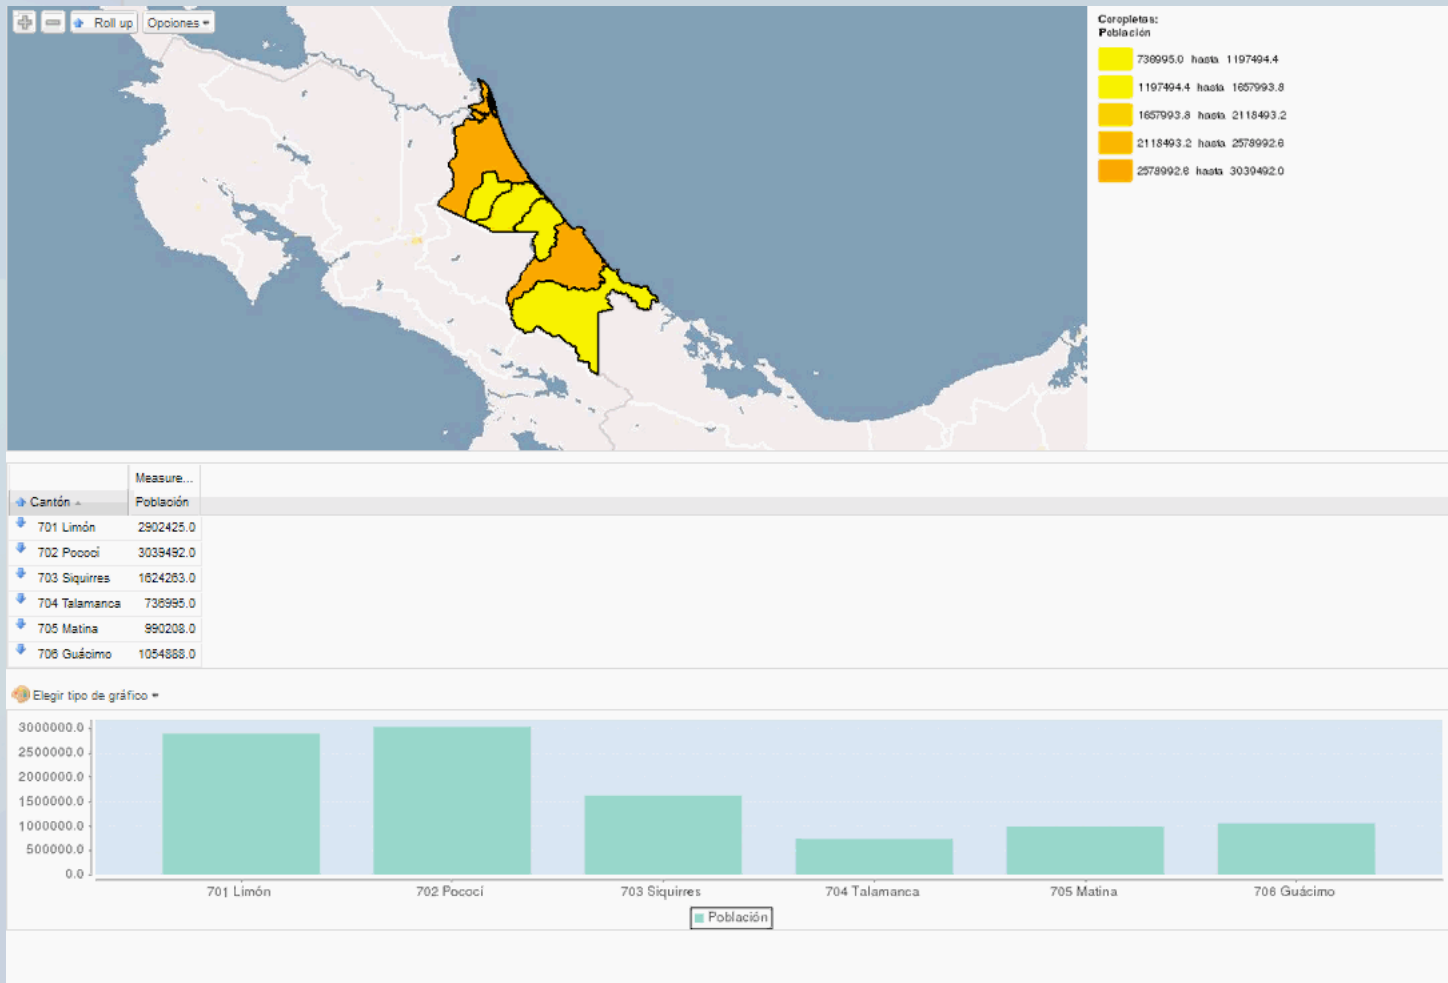 Roll up Opciones
Coropletas:
Población
736995.0 hasta 1197494.4
1197494.4 hasta 1657993.8
1657993.8 hasta 2118493.2
2118493.2 hasta 2578992.6
2578992.6 hasta 3039492.0
Measure...
Cantón Población
701 Limón 2902425.0
702 Pococí 3039492.0
703 Siquirres 1624263.0
704 Talamanca 736995.0
705 Matina 990208.0
706 Guácimo 1054888.0
Elegir tipo de gráfico
3000000.0
2500000.0
2000000.0
1500000.0
1000000.0
500000.0
0.0
701 Limón 702 Pococí 703 Siquirres 704 Talamanca 705 Matina 706 Guácimo
Población